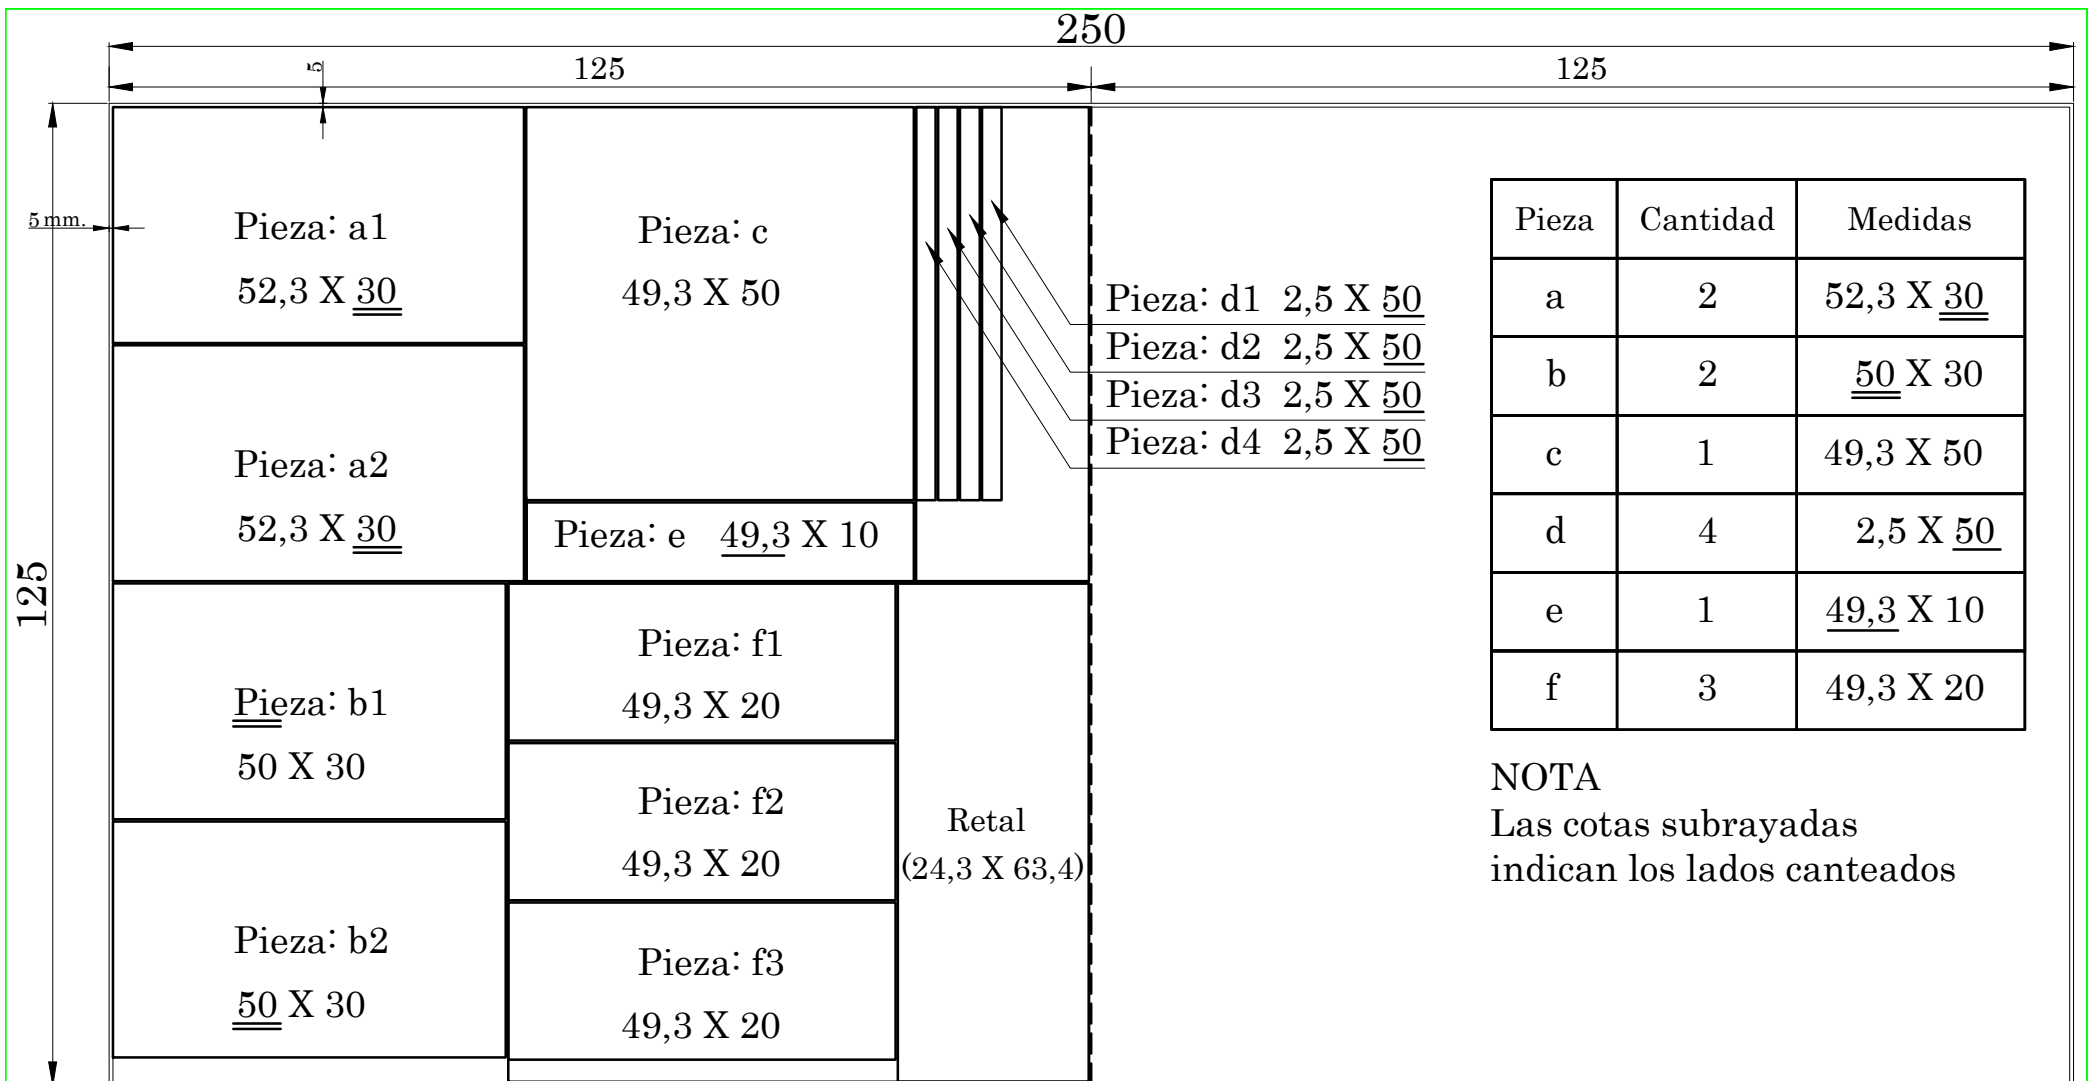 250
125
125
5
5 mm.
125
Pieza: a1
52,3 X 30
Pieza: a2
52,3 X 30
Pieza: b1
50 X 30
Pieza: b2
50 X 30
Pieza: c
49,3 X 50
Pieza: e 49,3 X 10
Pieza: f1
49,3 X 20
Pieza: f2
49,3 X 20
Pieza: f3
49,3 X 20
Retal
(24,3 X 63,4)
Pieza: d1 2,5 X 50
Pieza: d2 2,5 X 50
Pieza: d3 2,5 X 50
Pieza: d4 2,5 X 50
Pieza Cantidad Medidas
a 2 52,3 X 30
b 2 50 X 30
c 1 49,3 X 50
d 4 2,5 X 50
e 1 49,3 X 10
f 3 49,3 X 20
NOTA
Las cotas subrayadas
indican los lados canteados